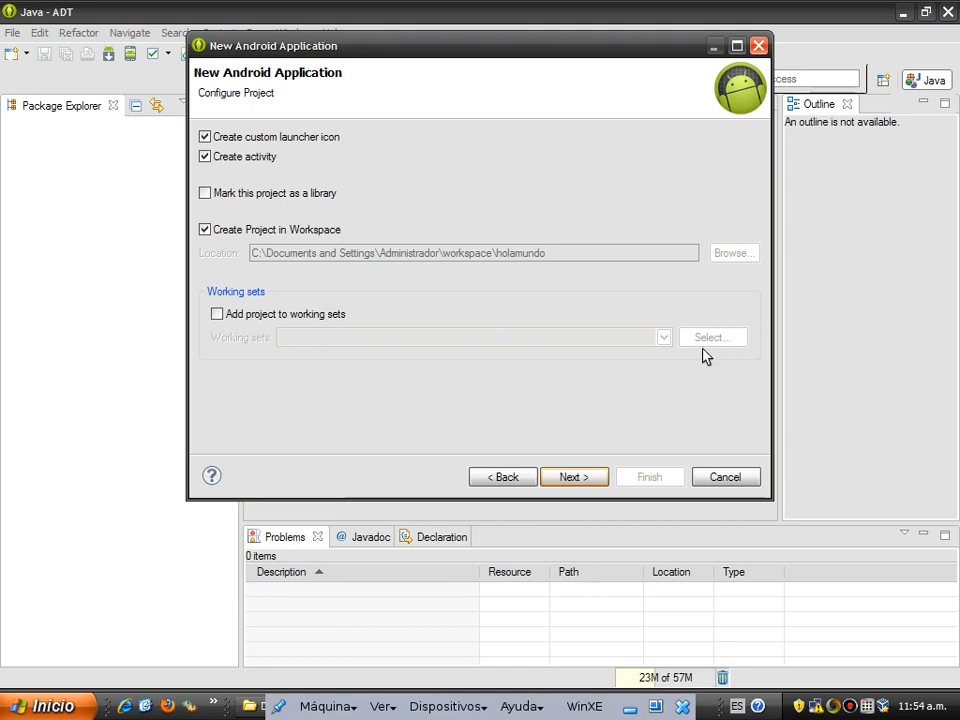 Java - ADT
File Edit Refactor Navigate Searc
New Android Application
ccess
Java
Package Explorer
New Android Application
Configure Project
Outline
An outline is not available.
Create custom launcher icon
Create activity
Mark this project as a library
Create Project in Workspace
Location: C:\Documents and Settings\Administrador\workspace\holamundo Browse...
Working sets
Add project to working sets
Working sets: Select...
< Back Next > Finish Cancel
Problems @ Javadoc Declaration
0 items
Description Resource Path Location Type
23M of 57M
Inicio » Máquina Ver Dispositivos Ayuda WinXE ES 11:54 a.m.